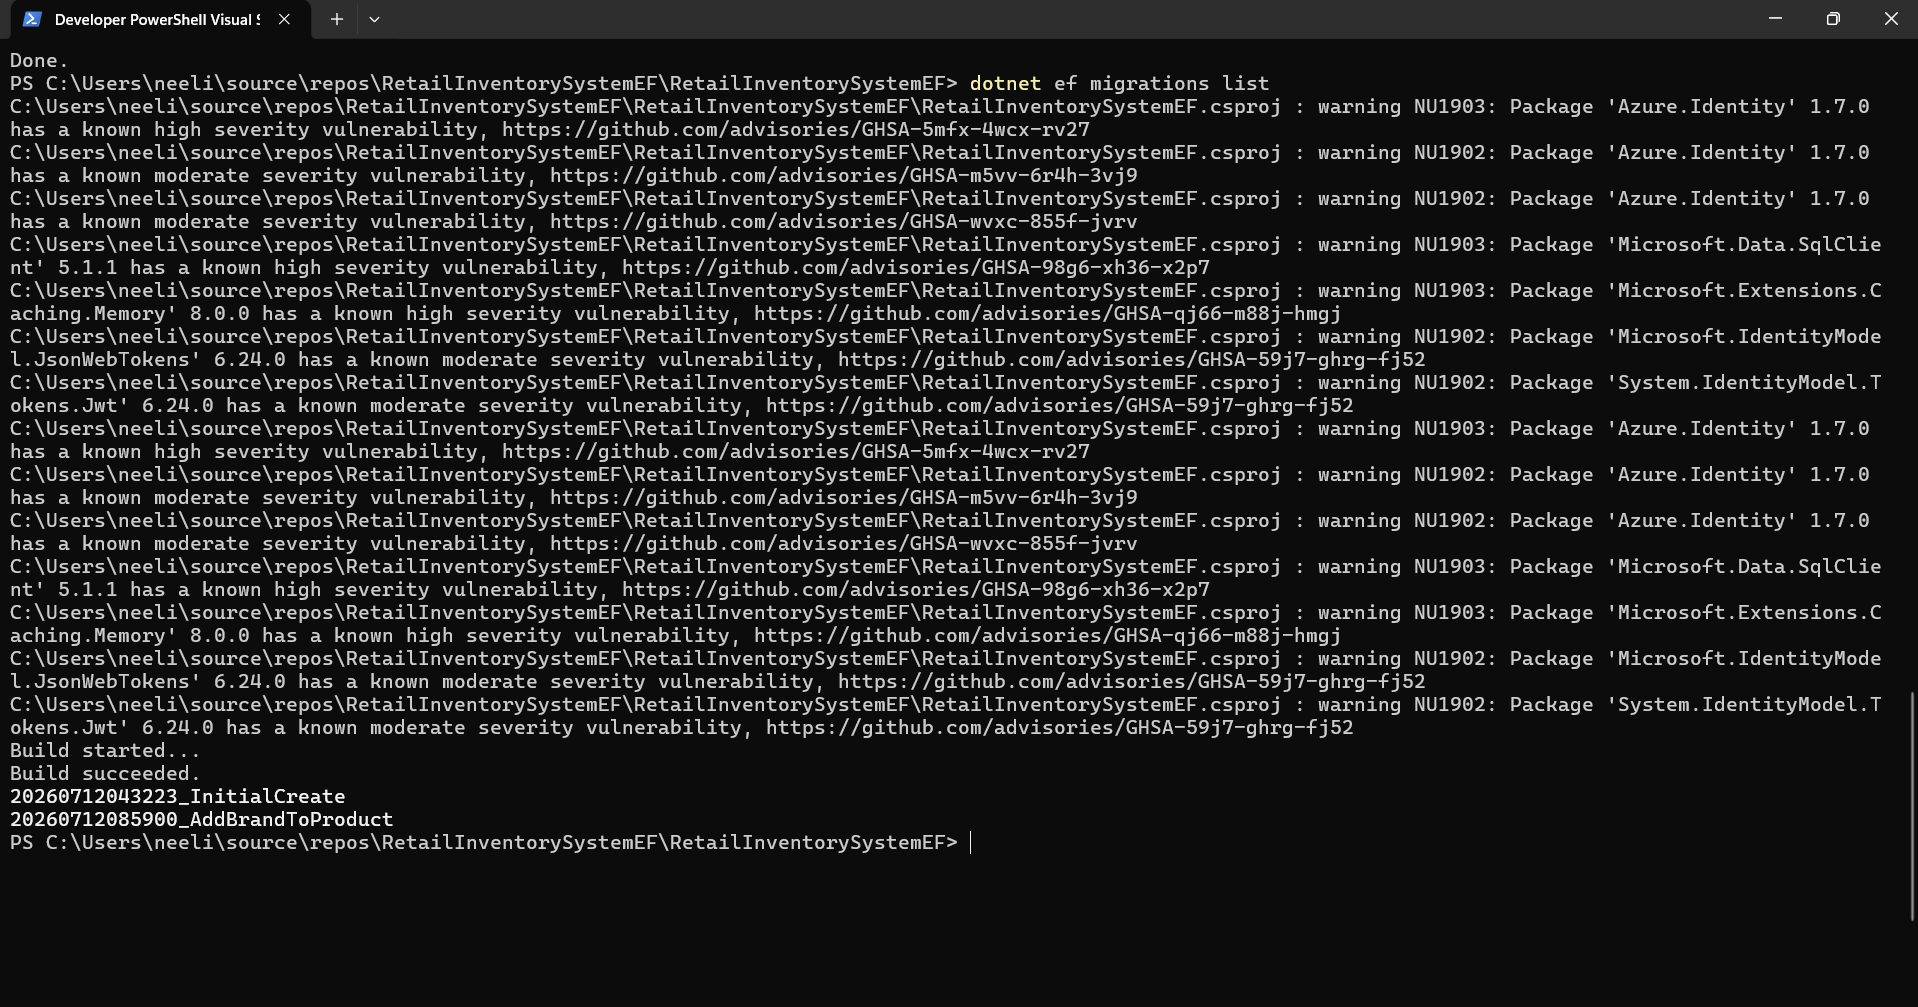 Developer PowerShell Visual S
Done.
PS C:\Users\neeli\source\repos\RetailInventorySystemEF\RetailInventorySystemEF> dotnet ef migrations list
C:\Users\neeli\source\repos\RetailInventorySystemEF\RetailInventorySystemEF\RetailInventorySystemEF.csproj : warning NU1903: Package 'Azure.Identity' 1.7.0
has a known high severity vulnerability, https://github.com/advisories/GHSA-5mfx-4wcx-rv27
C:\Users\neeli\source\repos\RetailInventorySystemEF\RetailInventorySystemEF\RetailInventorySystemEF.csproj : warning NU1902: Package 'Azure.Identity' 1.7.0
has a known moderate severity vulnerability, https://github.com/advisories/GHSA-m5vv-6r4h-3vj9
C:\Users\neeli\source\repos\RetailInventorySystemEF\RetailInventorySystemEF\RetailInventorySystemEF.csproj : warning NU1902: Package 'Azure.Identity' 1.7.0
has a known moderate severity vulnerability, https://github.com/advisories/GHSA-wvxc-855f-jvrv
C:\Users\neeli\source\repos\RetailInventorySystemEF\RetailInventorySystemEF\RetailInventorySystemEF.csproj : warning NU1903: Package 'Microsoft.Data.SqlClie
nt' 5.1.1 has a known high severity vulnerability, https://github.com/advisories/GHSA-98g6-xh36-x2p7
C:\Users\neeli\source\repos\RetailInventorySystemEF\RetailInventorySystemEF\RetailInventorySystemEF.csproj : warning NU1903: Package 'Microsoft.Extensions.C
aching.Memory' 8.0.0 has a known high severity vulnerability, https://github.com/advisories/GHSA-qj66-m88j-hmgj
C:\Users\neeli\source\repos\RetailInventorySystemEF\RetailInventorySystemEF\RetailInventorySystemEF.csproj : warning NU1902: Package 'Microsoft.IdentityMode
l.JsonWebTokens' 6.24.0 has a known moderate severity vulnerability, https://github.com/advisories/GHSA-59j7-ghrg-fj52
C:\Users\neeli\source\repos\RetailInventorySystemEF\RetailInventorySystemEF\RetailInventorySystemEF.csproj : warning NU1902: Package 'System.IdentityModel.T
okens.Jwt' 6.24.0 has a known moderate severity vulnerability, https://github.com/advisories/GHSA-59j7-ghrg-fj52
C:\Users\neeli\source\repos\RetailInventorySystemEF\RetailInventorySystemEF\RetailInventorySystemEF.csproj : warning NU1903: Package 'Azure.Identity' 1.7.0
has a known high severity vulnerability, https://github.com/advisories/GHSA-5mfx-4wcx-rv27
C:\Users\neeli\source\repos\RetailInventorySystemEF\RetailInventorySystemEF\RetailInventorySystemEF.csproj : warning NU1902: Package 'Azure.Identity' 1.7.0
has a known moderate severity vulnerability, https://github.com/advisories/GHSA-m5vv-6r4h-3vj9
C:\Users\neeli\source\repos\RetailInventorySystemEF\RetailInventorySystemEF\RetailInventorySystemEF.csproj : warning NU1902: Package 'Azure.Identity' 1.7.0
has a known moderate severity vulnerability, https://github.com/advisories/GHSA-wvxc-855f-jvrv
C:\Users\neeli\source\repos\RetailInventorySystemEF\RetailInventorySystemEF\RetailInventorySystemEF.csproj : warning NU1903: Package 'Microsoft.Data.SqlClie
nt' 5.1.1 has a known high severity vulnerability, https://github.com/advisories/GHSA-98g6-xh36-x2p7
C:\Users\neeli\source\repos\RetailInventorySystemEF\RetailInventorySystemEF\RetailInventorySystemEF.csproj : warning NU1903: Package 'Microsoft.Extensions.C
aching.Memory' 8.0.0 has a known high severity vulnerability, https://github.com/advisories/GHSA-qj66-m88j-hmgj
C:\Users\neeli\source\repos\RetailInventorySystemEF\RetailInventorySystemEF\RetailInventorySystemEF.csproj : warning NU1902: Package 'Microsoft.IdentityMode
l.JsonWebTokens' 6.24.0 has a known moderate severity vulnerability, https://github.com/advisories/GHSA-59j7-ghrg-fj52
C:\Users\neeli\source\repos\RetailInventorySystemEF\RetailInventorySystemEF\RetailInventorySystemEF.csproj : warning NU1902: Package 'System.IdentityModel.T
okens.Jwt' 6.24.0 has a known moderate severity vulnerability, https://github.com/advisories/GHSA-59j7-ghrg-fj52
Build started...
Build succeeded.
20260712043223_InitialCreate
20260712085900_AddBrandToProduct
PS C:\Users\neeli\source\repos\RetailInventorySystemEF\RetailInventorySystemEF>